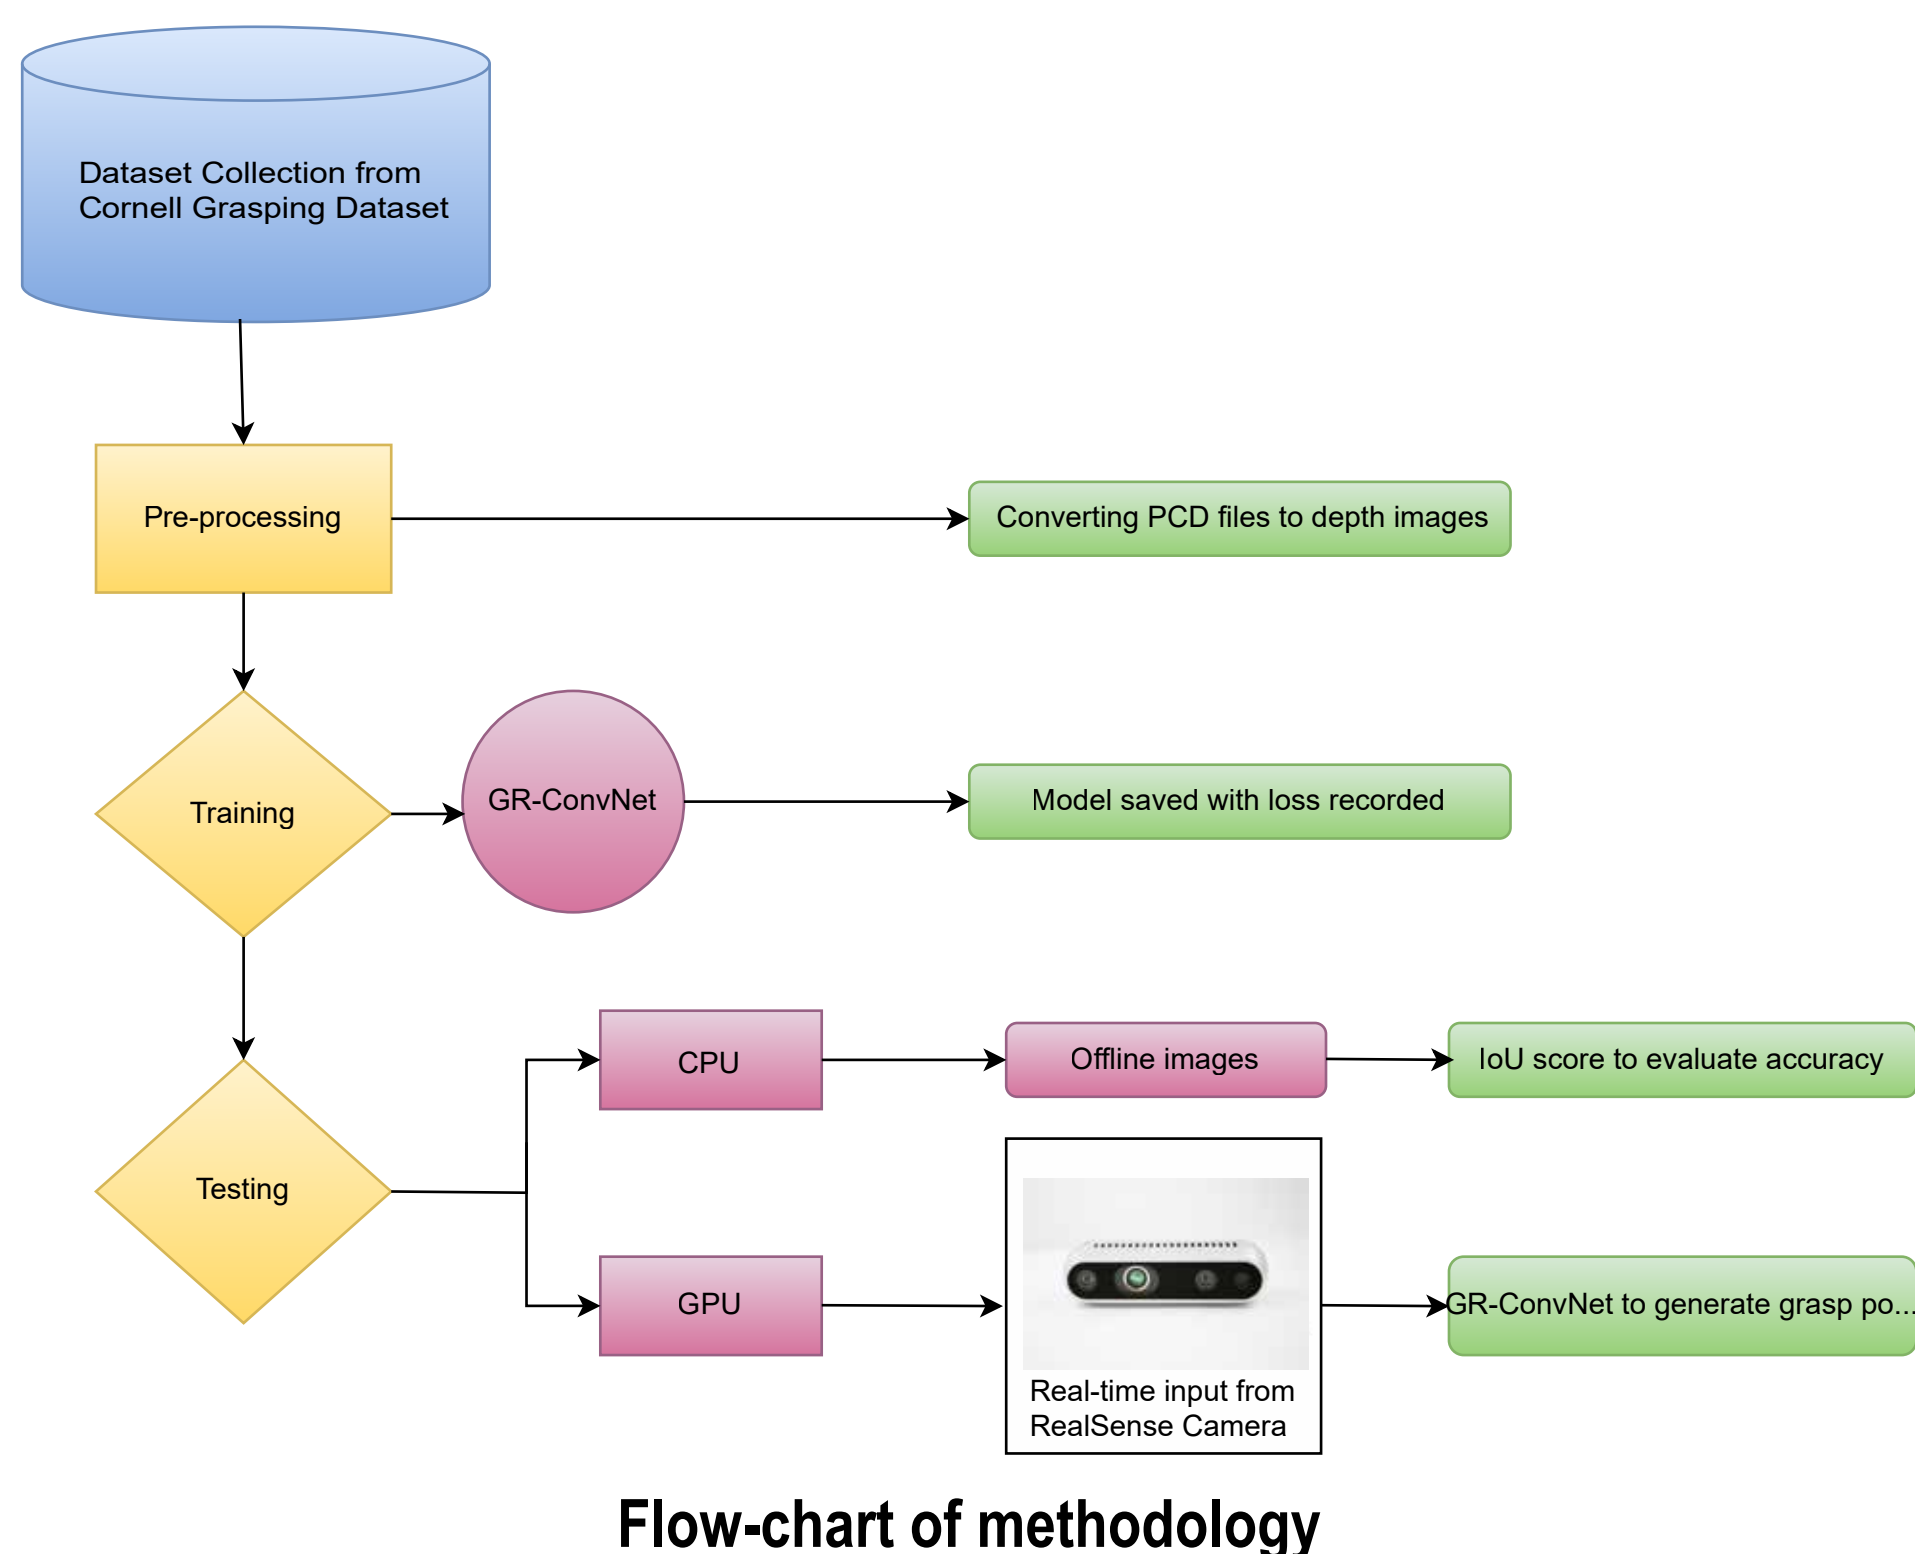 Dataset Collection from
Cornell Grasping Dataset
Pre-processing
Converting PCD files to depth images
Training
GR-ConvNet
Model saved with loss recorded
Testing
CPU
Offline images
IoU score to evaluate accuracy
GPU
Real-time input from
RealSense Camera
GR-ConvNet to generate grasp po...
Flow-chart of methodology